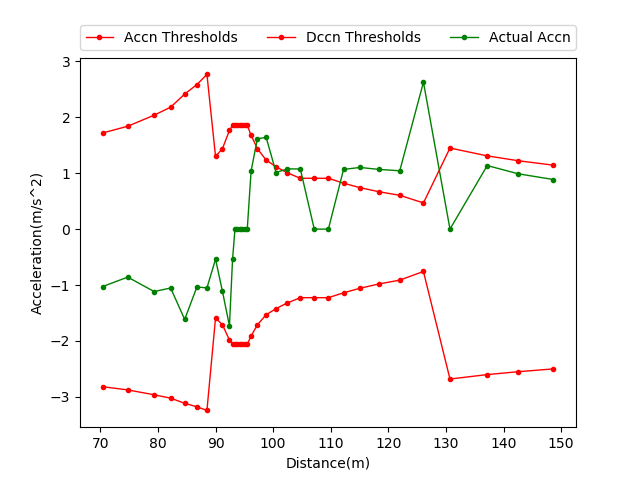 Accn Thresholds Dccn Thresholds Actual Accn
3
2
1
0
−1
−2
−3
Acceleration(m/s^2)
70 80 90 100 110 120 130 140 150
Distance(m)